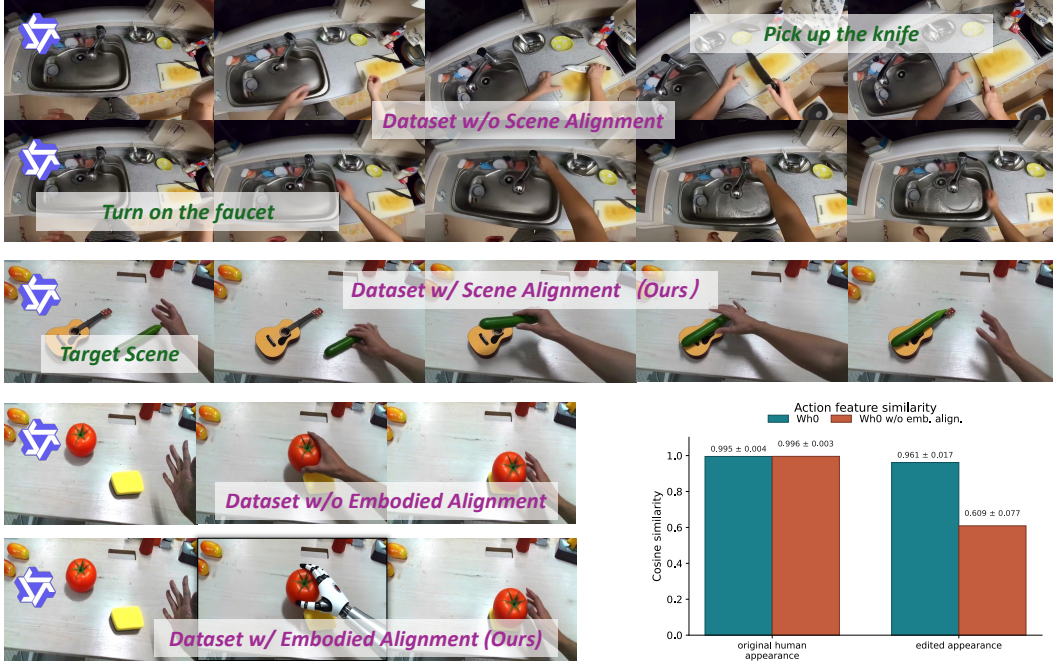 Pick up the knife
Dataset w/o Scene Alignment
Turn on the faucet
Dataset w/ Scene Alignment (Ours)
Target Scene
Dataset w/o Embodied Alignment
Dataset w/ Embodied Alignment (Ours)
Action feature similarity
Wh0
Wh0 w/o emb. align.
0.995 ± 0.004
0.996 ± 0.003
0.961 ± 0.017
0.609 ± 0.077
Cosine similarity
1.0
0.8
0.6
0.4
0.2
0.0
original human
appearance
edited appearance